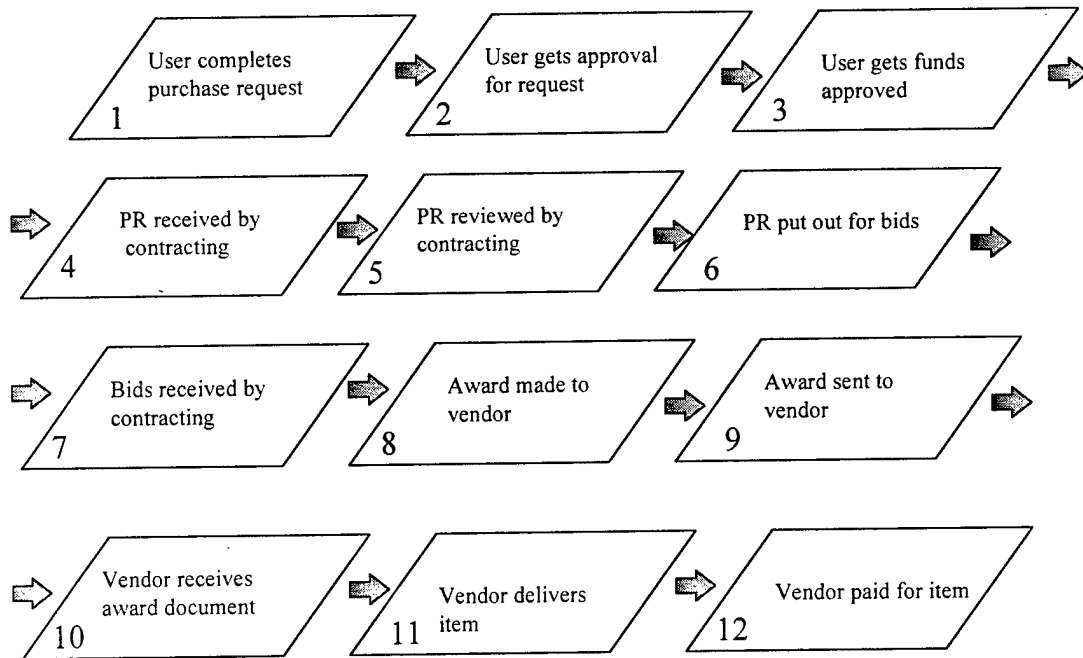 User completes
purchase request
1
User gets approval
for request
2
User gets funds
approved
3
PR received by
contracting
4
PR reviewed by
contracting
5
PR put out for bids
6
Bids received by
contracting
7
Award made to
vendor
8
Award sent to
vendor
9
Vendor receives
award document
10
Vendor delivers
item
11
Vendor paid for item
12